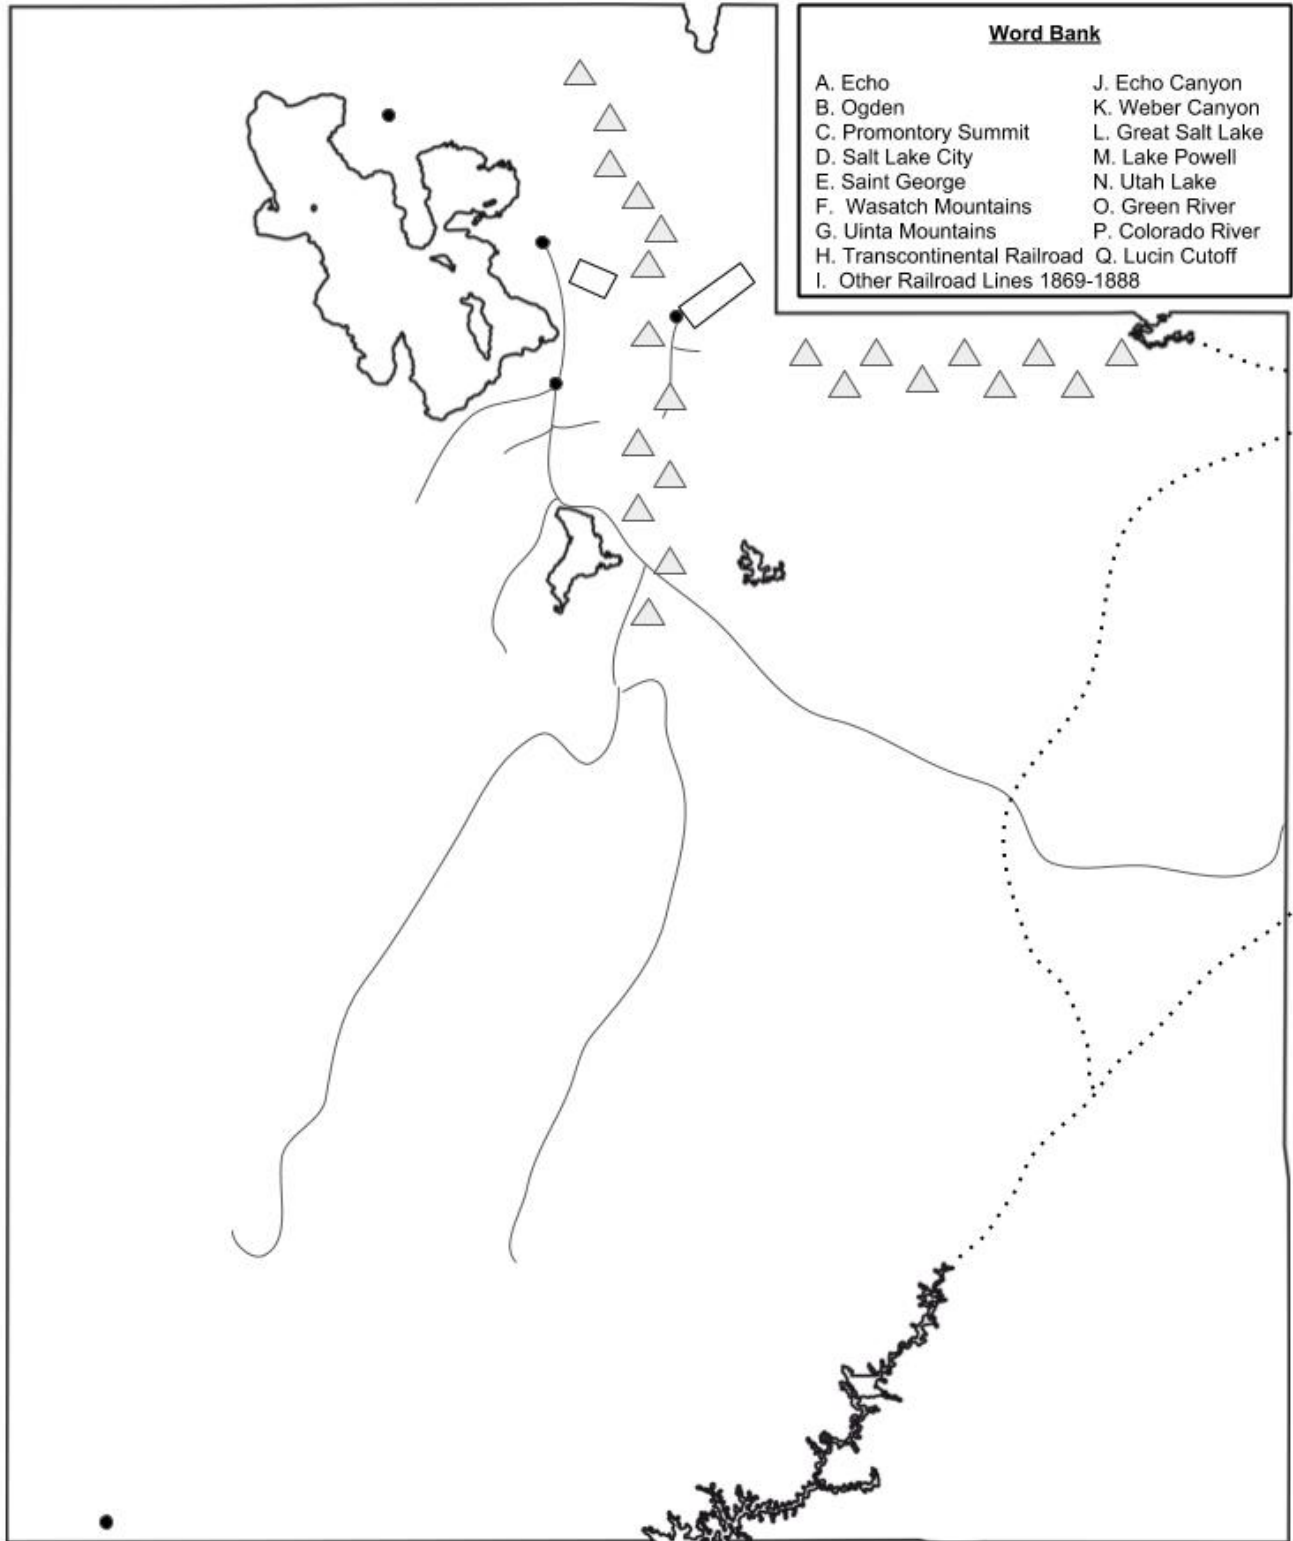 Word Bank
A. Echo
B. Ogden
C. Promontory Summit
D. Salt Lake City
E. Saint George
F. Wasatch Mountains
G. Uinta Mountains
H. Transcontinental Railroad
I. Other Railroad Lines 1869-1888
J. Echo Canyon
K. Weber Canyon
L. Great Salt Lake
M. Lake Powell
N. Utah Lake
O. Green River
P. Colorado River
Q. Lucin Cutoff